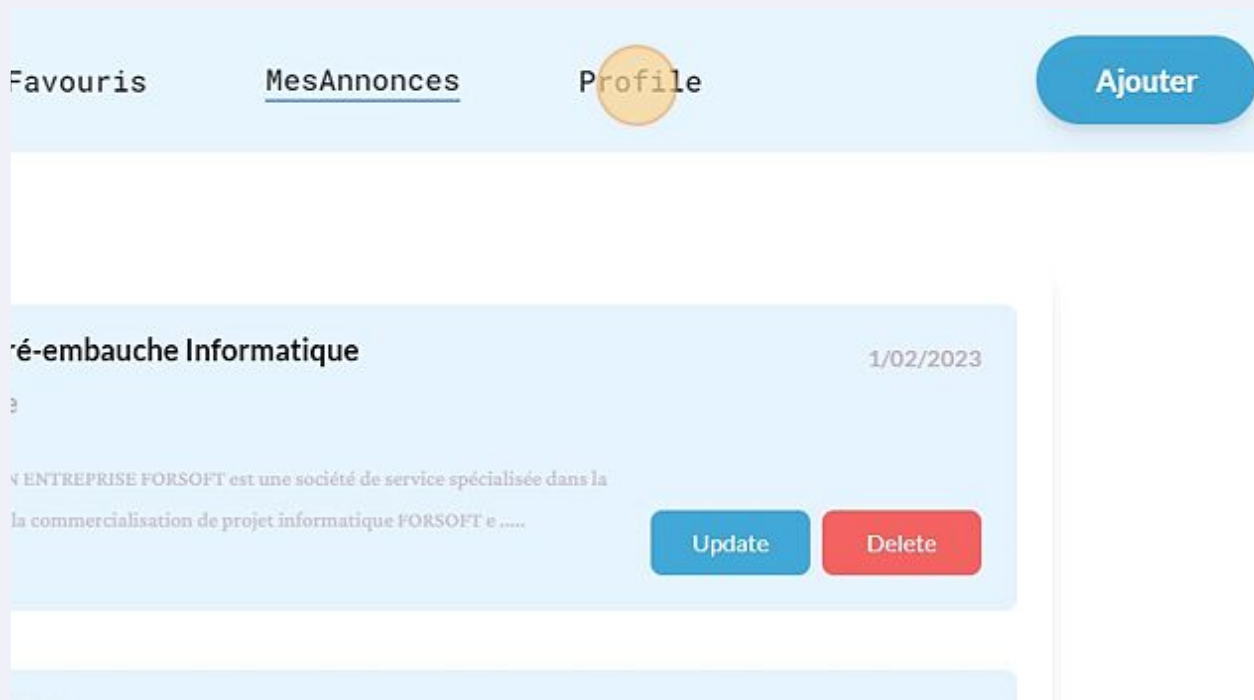 Favouris MesAnnonces Profile Ajouter
ré-embauche Informatique
1/02/2023
e
ENTREPRISE FORSOFT est une société de service spécialisée dans la
la commercialisation de projet informatique FORSOFT e .....
Update Delete